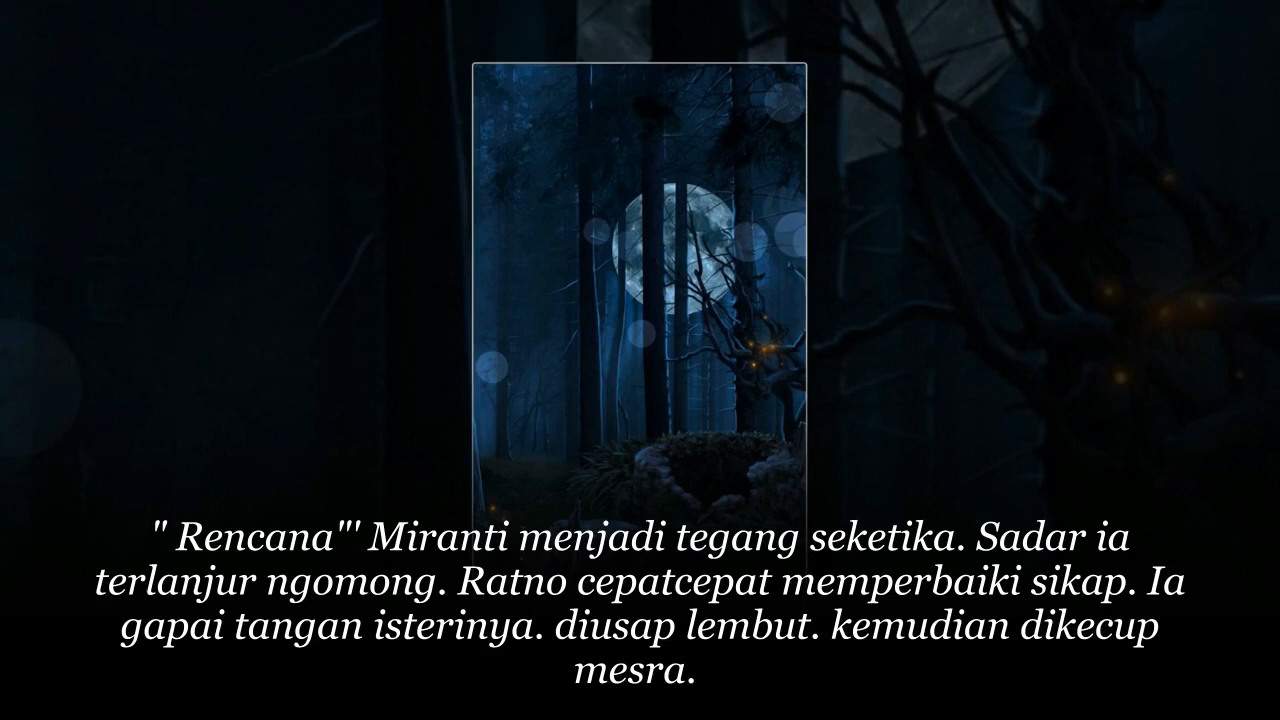 " Rencana"' Miranti menjadi tegang seketika. Sadar ia
terlanjur ngomong. Ratno cepatcepat memperbaiki sikap. Ia
gapai tangan isterinya. diusap lembut. kemudian dikecup
mesra.